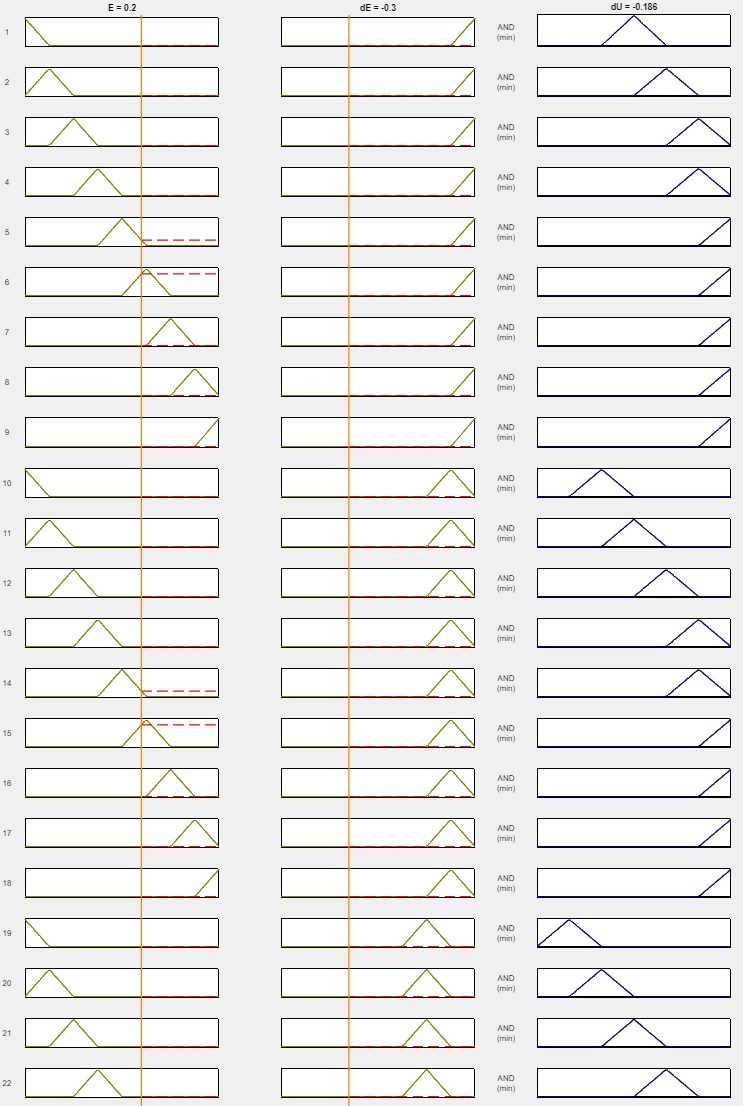 E = 0.2 dE = -0.3 dU = -0.186
1 AND
(min)
2 AND
(min)
3 AND
(min)
4 AND
(min)
5 AND
(min)
6 AND
(min)
7 AND
(min)
8 AND
(min)
9 AND
(min)
10 AND
(min)
11 AND
(min)
12 AND
(min)
13 AND
(min)
14 AND
(min)
15 AND
(min)
16 AND
(min)
17 AND
(min)
18 AND
(min)
19 AND
(min)
20 AND
(min)
21 AND
(min)
22 AND
(min)